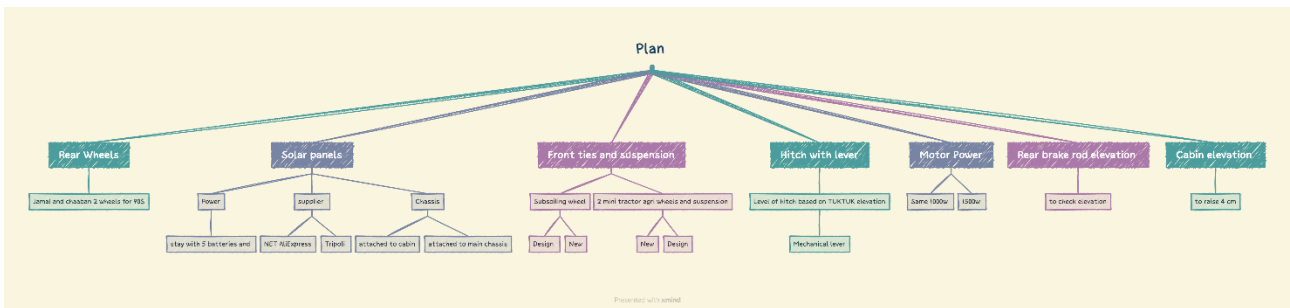 Plan
Rear Wheels
Solar panels
Front ties and suspension
Hitch with lever
Motor Power
Rear brake rod elevation
Cabin elevation
Jamal and chaaban 2 wheels for 90$
Power
supplier
Chassis
Subsoiling wheel
2 mini tractor agri wheels and suspension
Level of hitch based on TUKTUK elevation
Same 1000w
1500w
to check elevation
to raise 4 cm
stay with 5 batteries and
NCT AliExpress
Tripoli
attached to cabin
attached to main chassis
Design
New
New
Design
Mechanical lever
Presented with xmind